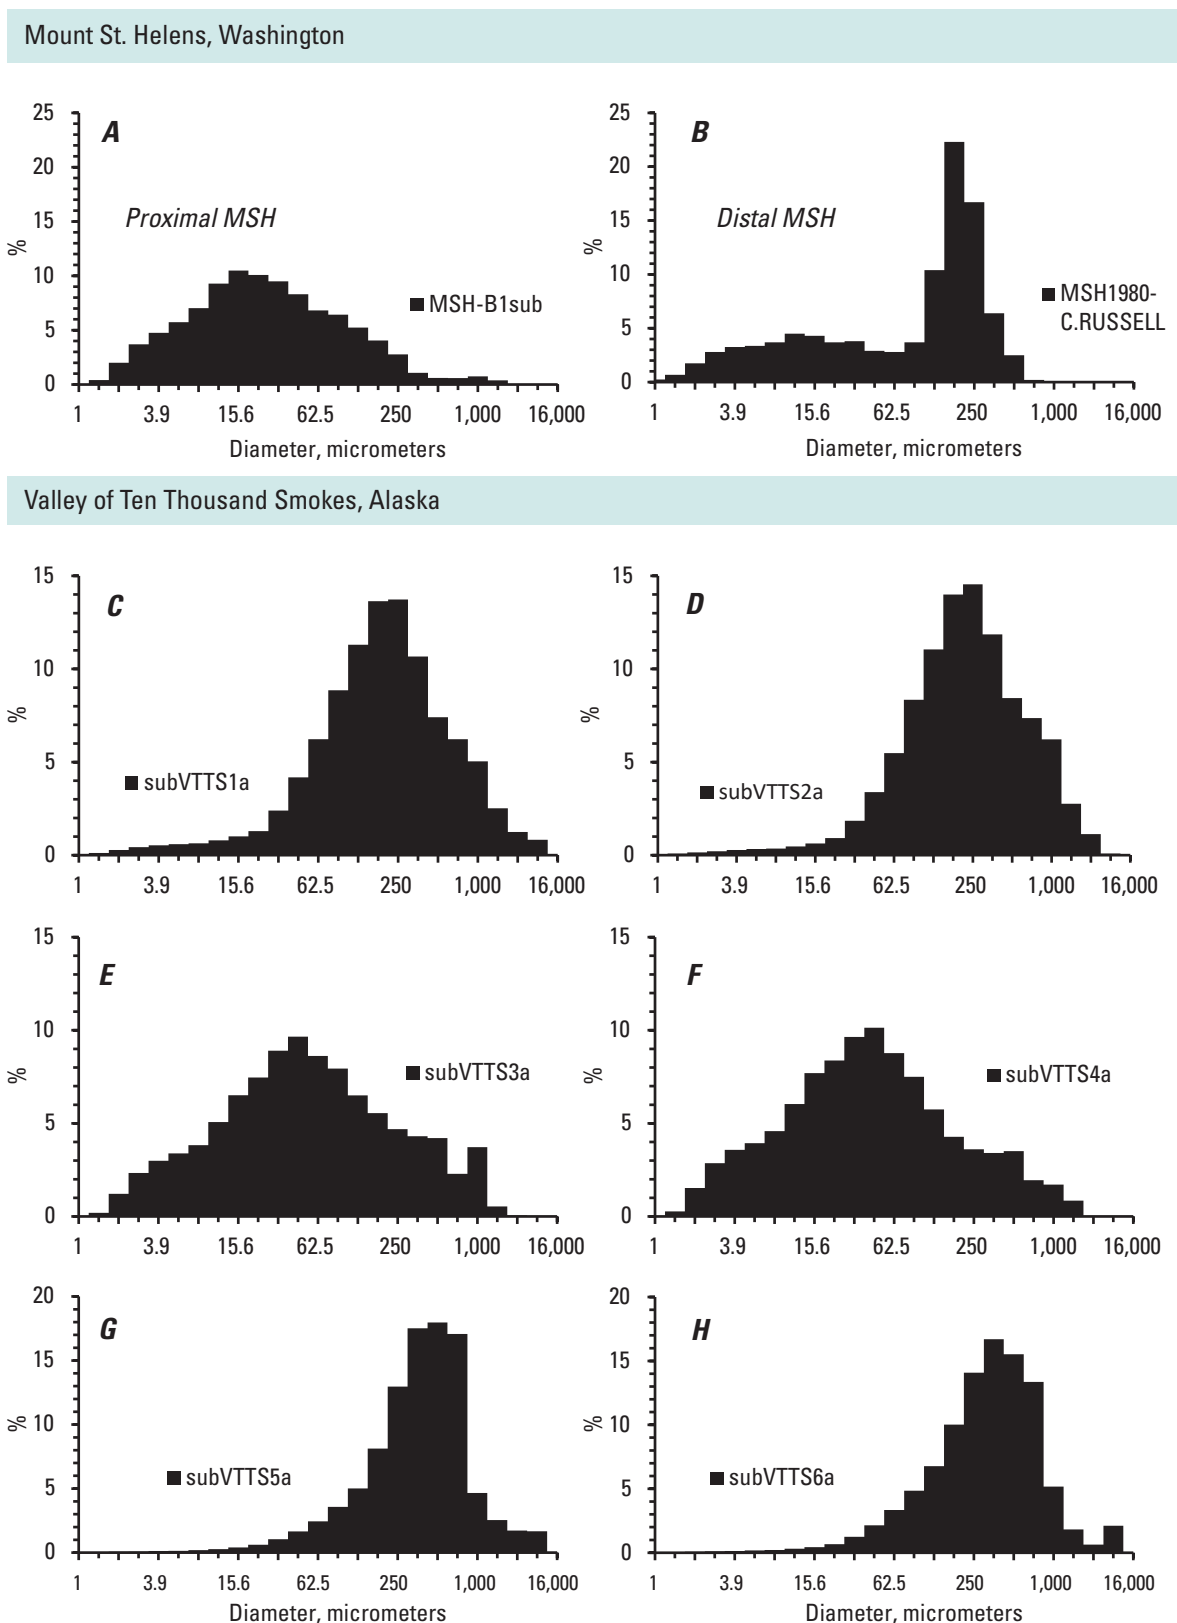 Mount St. Helens, Washington
A
25
20
15
10
5
0
%
Proximal MSH
MSH-B1sub
1 3.9 15.6 62.5 250 1,000 16,000
Diameter, micrometers
B
25
20
15
10
5
0
%
Distal MSH
MSH1980-
C.RUSSELL
1 3.9 15.6 62.5 250 1,000 16,000
Diameter, micrometers
Valley of Ten Thousand Smokes, Alaska
C
15
10
5
0
%
subVTTS1a
1 3.9 15.6 62.5 250 1,000 16,000
D
15
10
5
0
%
subVTTS2a
1 3.9 15.6 62.5 250 1,000 16,000
E
15
10
5
0
%
subVTTS3a
1 3.9 15.6 62.5 250 1,000 16,000
F
15
10
5
0
%
subVTTS4a
1 3.9 15.6 62.5 250 1,000 16,000
G
20
15
10
5
0
%
subVTTS5a
1 3.9 15.6 62.5 250 1,000 16,000
Diameter, micrometers
H
20
15
10
5
0
%
subVTTS6a
1 3.9 15.6 62.5 250 1,000 16,000
Diameter, micrometers